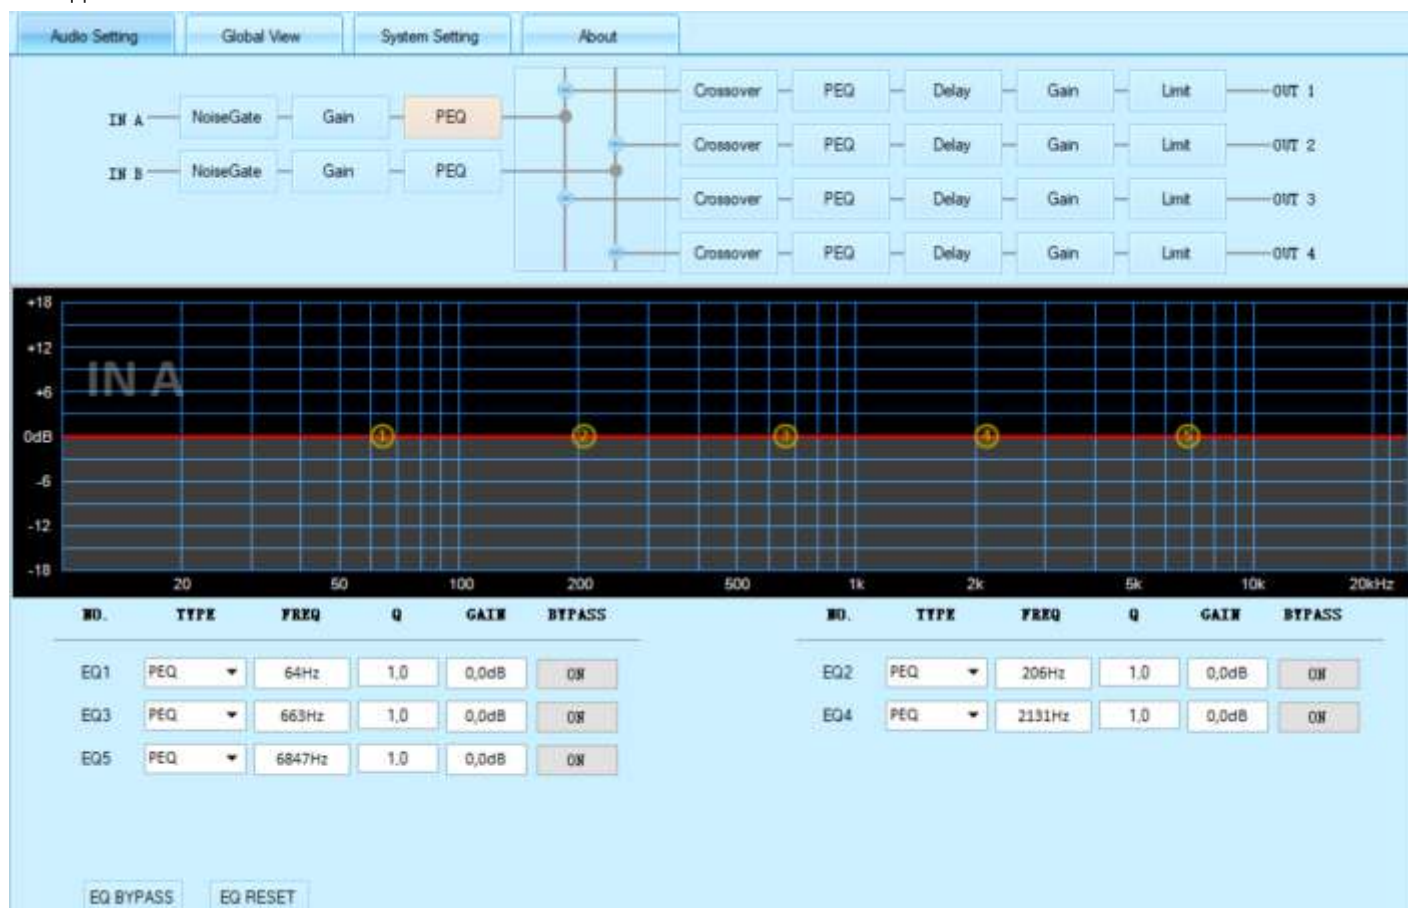 Audio Setting Global View System Setting About
Crossover PEQ Delay Gain Limit OUT 1
IN A NoiseGate Gain PEQ
Crossover PEQ Delay Gain Limit OUT 2
IN B NoiseGate Gain PEQ
Crossover PEQ Delay Gain Limit OUT 3
Crossover PEQ Delay Gain Limit OUT 4
+18
+12
IN A
+6
0dB 1 2 3 4 5
-6
-12
-18
20 50 100 200 500 1k 2k 5k 10k 20kHz
NO. TYPE FREQ Q GAIN BYPASS NO. TYPE FREQ Q GAIN BYPASS
EQ1 PEQ 64Hz 1,0 0,0dB ON EQ2 PEQ 206Hz 1,0 0,0dB ON
EQ3 PEQ 663Hz 1,0 0,0dB ON EQ4 PEQ 2131Hz 1,0 0,0dB ON
EQ5 PEQ 6847Hz 1,0 0,0dB ON
EQ BYPASS EQ RESET